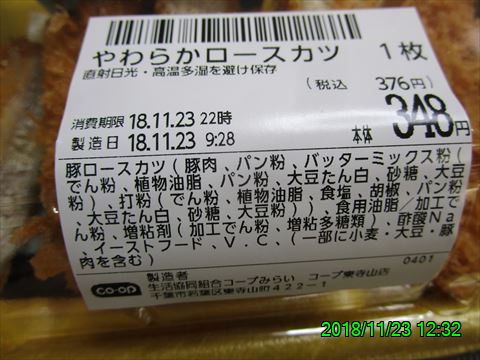 やわらかロースカツ 1枚
直射日光・高温多湿を避け保存
(税込 376円)
消費期限 18.11.23 22時
本体 348円
製造日 18.11.23 9:28
豚ロースカツ(豚肉、パン粉、バッターミックス粉(
でん粉、植物油脂、パン粉、大豆たん白、砂糖、大豆
粉)、打粉(でん粉、植物油脂、食塩、胡椒、パン粉
、大豆たん白、砂糖、大豆粉))、食用油脂/加工で
ん粉、増粘剤(加工でん粉、増粘多糖類)、酢酸Na
、イーストフード、V.C、(一部に小麦・大豆・豚
肉を含む)
0401
製造者
co-op 生活協同組合コープみらい コープ東寺山店
千葉市若葉区東寺山町422-1
2018/11/23 12:32